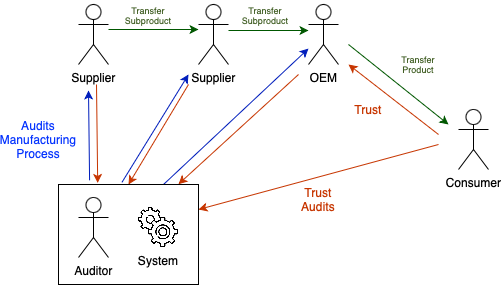 Transfer
Subproduct
Transfer
Subproduct
Supplier
Supplier
OEM
Transfer
Product
Trust
Audits
Manufacturing
Process
Consumer
Trust
Audits
Auditor
System